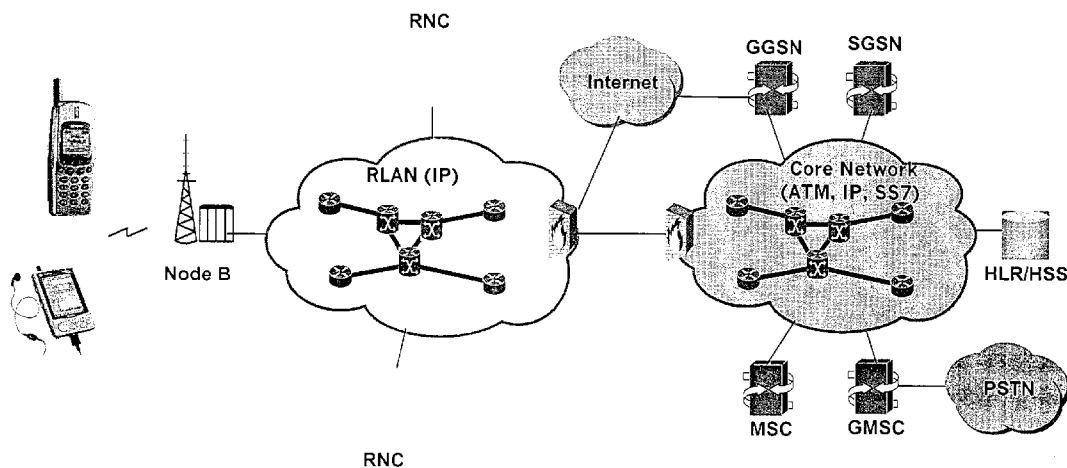 RNC
GGSN
SGSN
Internet
RLAN (IP)
Core Network
(ATM, IP, SS7)
Node B
HLR/HSS
MSC
GMSC
PSTN
RNC